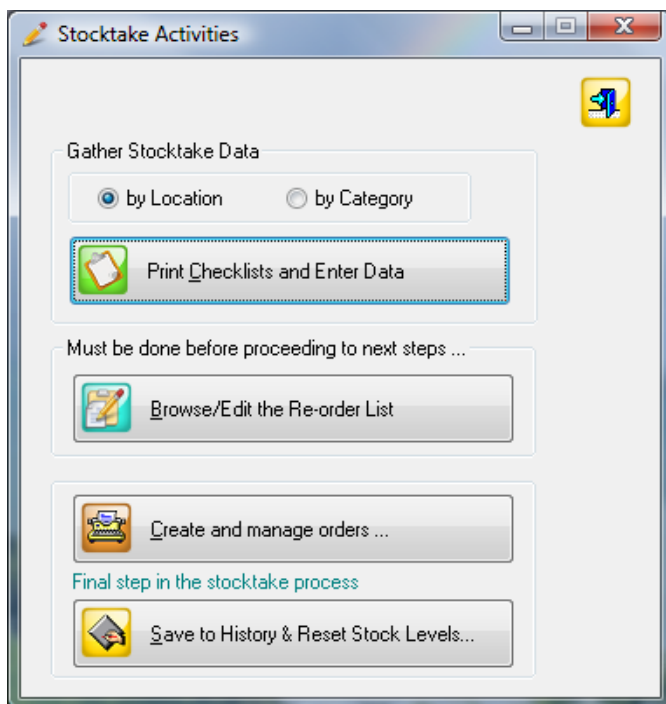 Stocktake Activities
Gather Stocktake Data
by Location
by Category
Print Checklists and Enter Data
Must be done before proceeding to next steps ...
Browse/Edit the Re-order List
Create and manage orders ...
Final step in the stocktake process
Save to History & Reset Stock Levels...